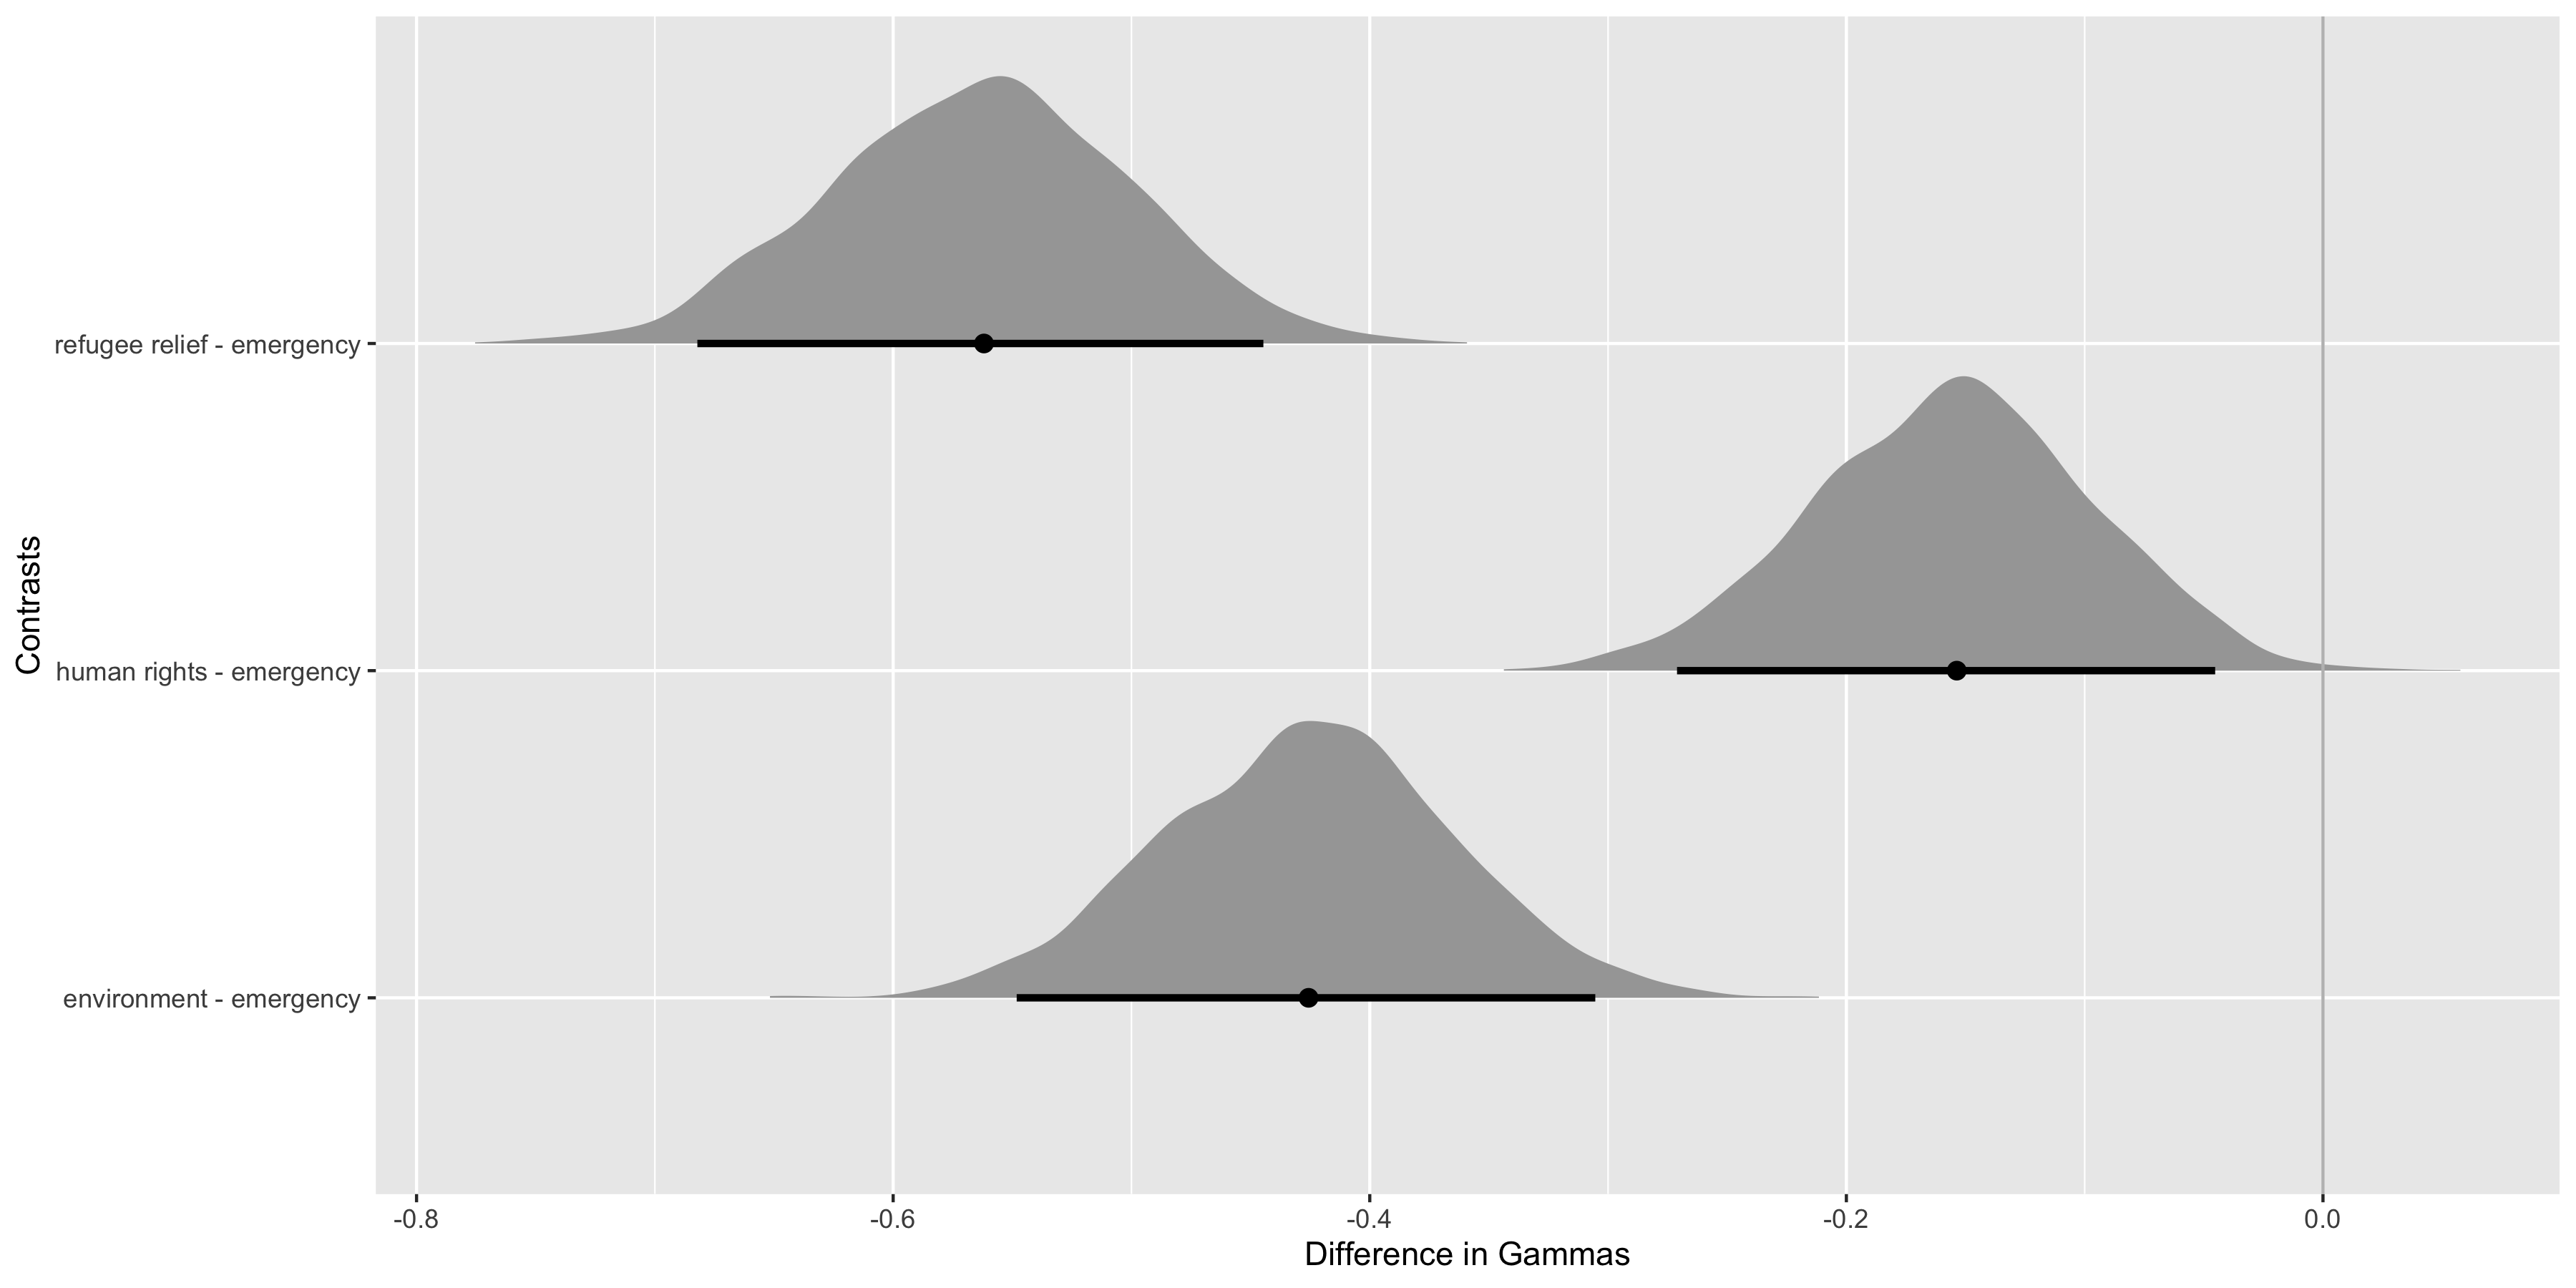 Contrasts
refugee relief - emergency
human rights - emergency
environment - emergency
-0.8 -0.6 -0.4 -0.2 0.0
Difference in Gammas